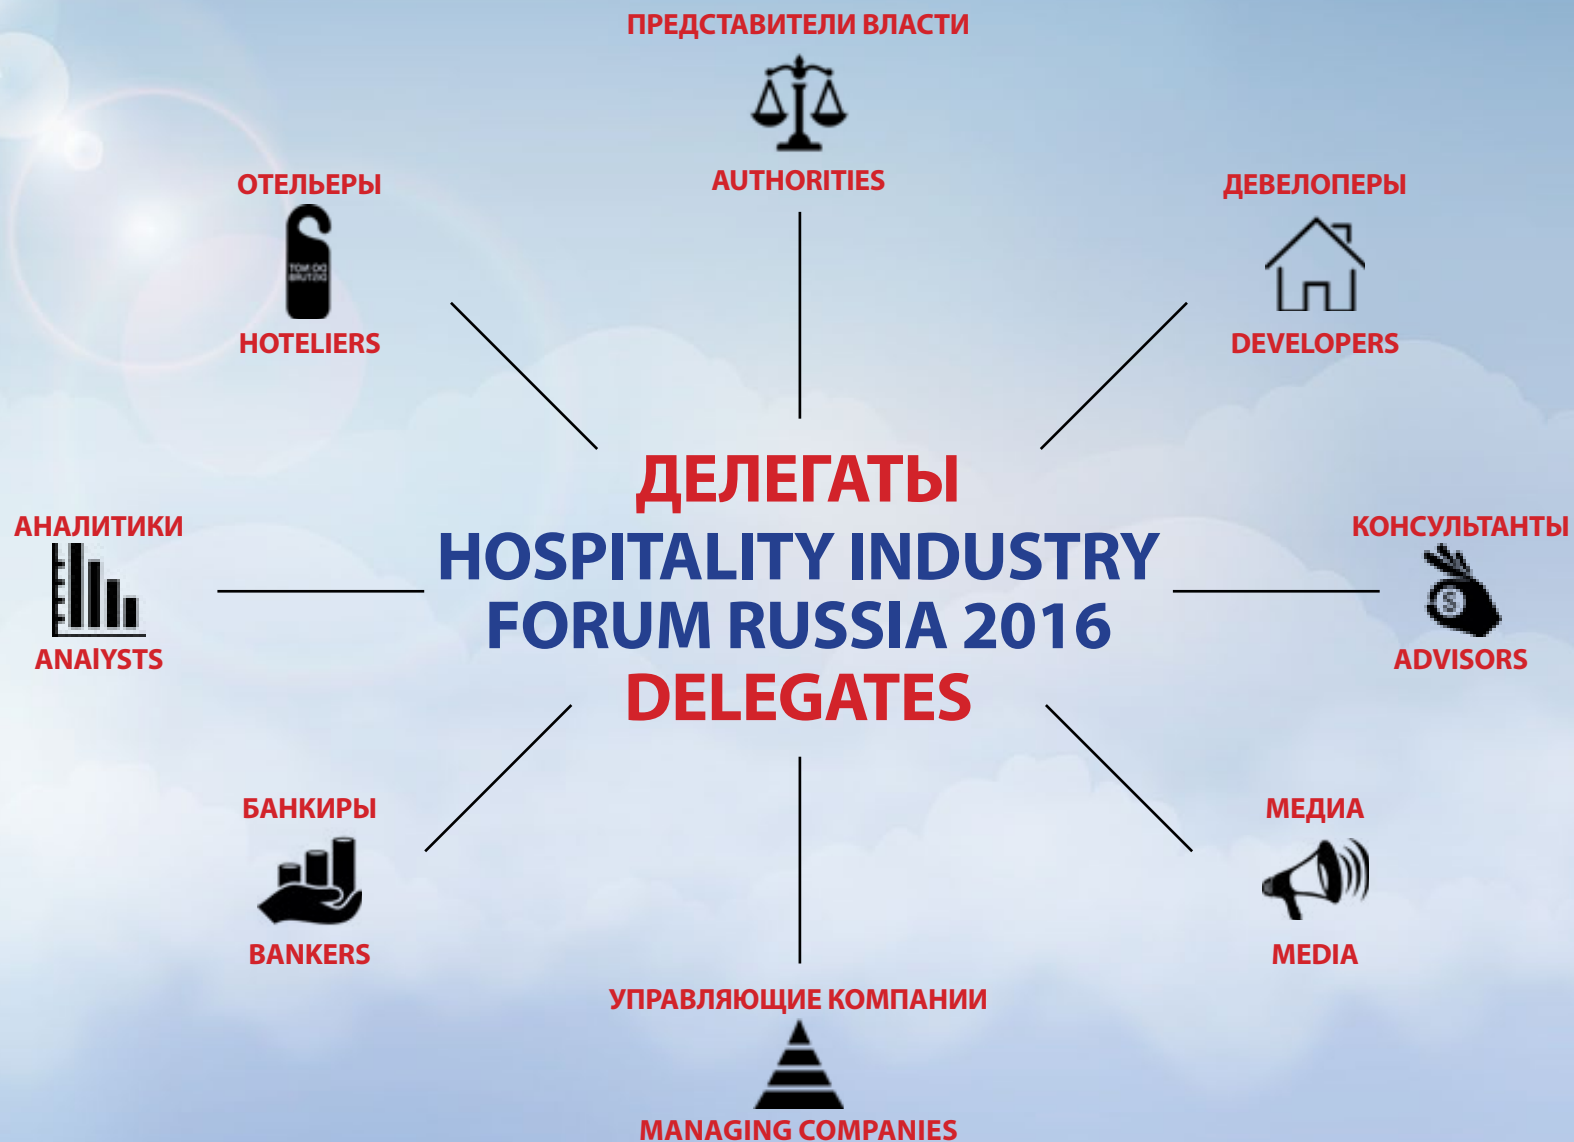 ПРЕДСТАВИТЕЛИ ВЛАСТИ
AUTHORITIES
ОТЕЛЬЕРЫ
HOTELIERS
ДЕВЕЛОПЕРЫ
DEVELOPERS
ДЕЛЕГАТЫ
HOSPITALITY INDUSTRY
FORUM RUSSIA 2016
DELEGATES
АНАЛИТИКИ
ANAlYSTS
КОНСУЛЬТАНТЫ
$
ADVISORS
БАНКИРЫ
BANKERS
МЕДИА
MEDIA
УПРАВЛЯЮЩИЕ КОМПАНИИ
MANAGING COMPANIES